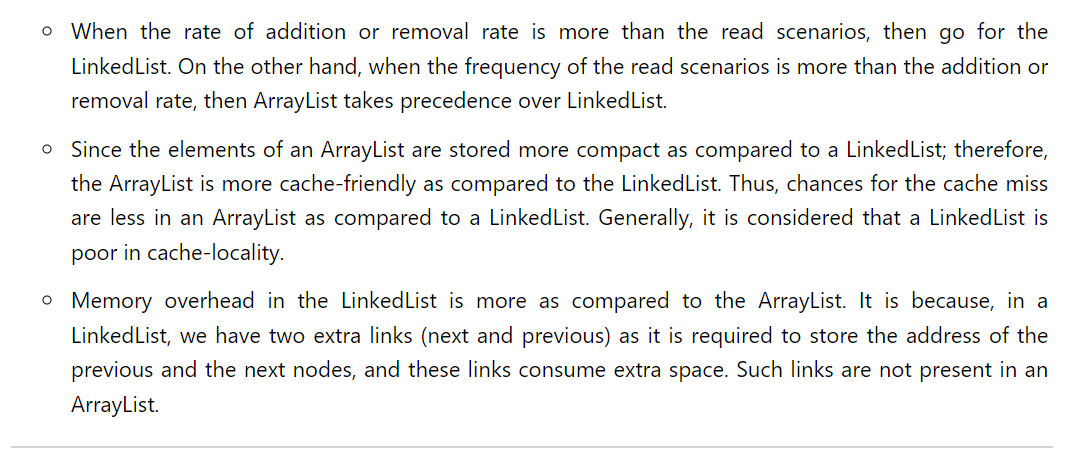 ○ When the rate of addition or removal rate is more than the read scenarios, then go for the
LinkedList. On the other hand, when the frequency of the read scenarios is more than the addition or
removal rate, then ArrayList takes precedence over LinkedList.
○ Since the elements of an ArrayList are stored more compact as compared to a LinkedList; therefore,
the ArrayList is more cache-friendly as compared to the LinkedList. Thus, chances for the cache miss
are less in an ArrayList as compared to a LinkedList. Generally, it is considered that a LinkedList is
poor in cache-locality.
○ Memory overhead in the LinkedList is more as compared to the ArrayList. It is because, in a
LinkedList, we have two extra links (next and previous) as it is required to store the address of the
previous and the next nodes, and these links consume extra space. Such links are not present in an
ArrayList.